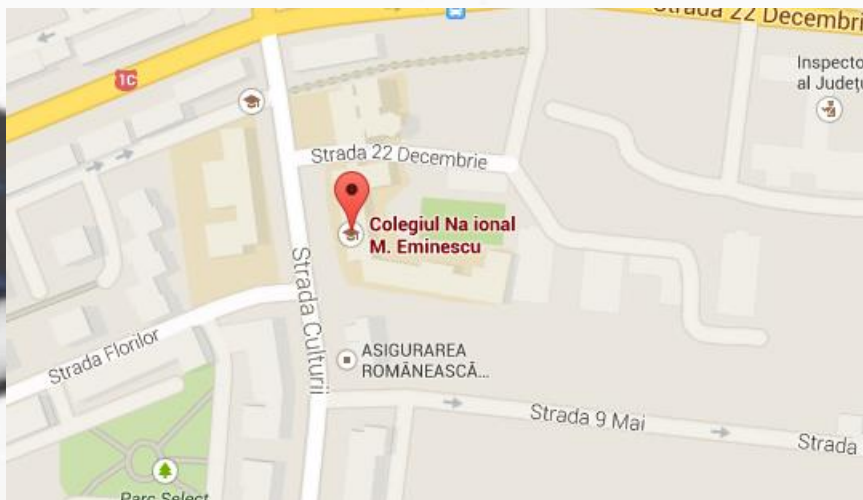 Strada 22 Decembri
1C
Inspecto
al Județu
Strada 22 Decembrie
Colegiul Na ional
M. Eminescu
Strada Culturii
Strada Florilor
ASIGURAREA
ROMÂNEASCĂ...
Strada 9 Mai
Strada
Parc Select